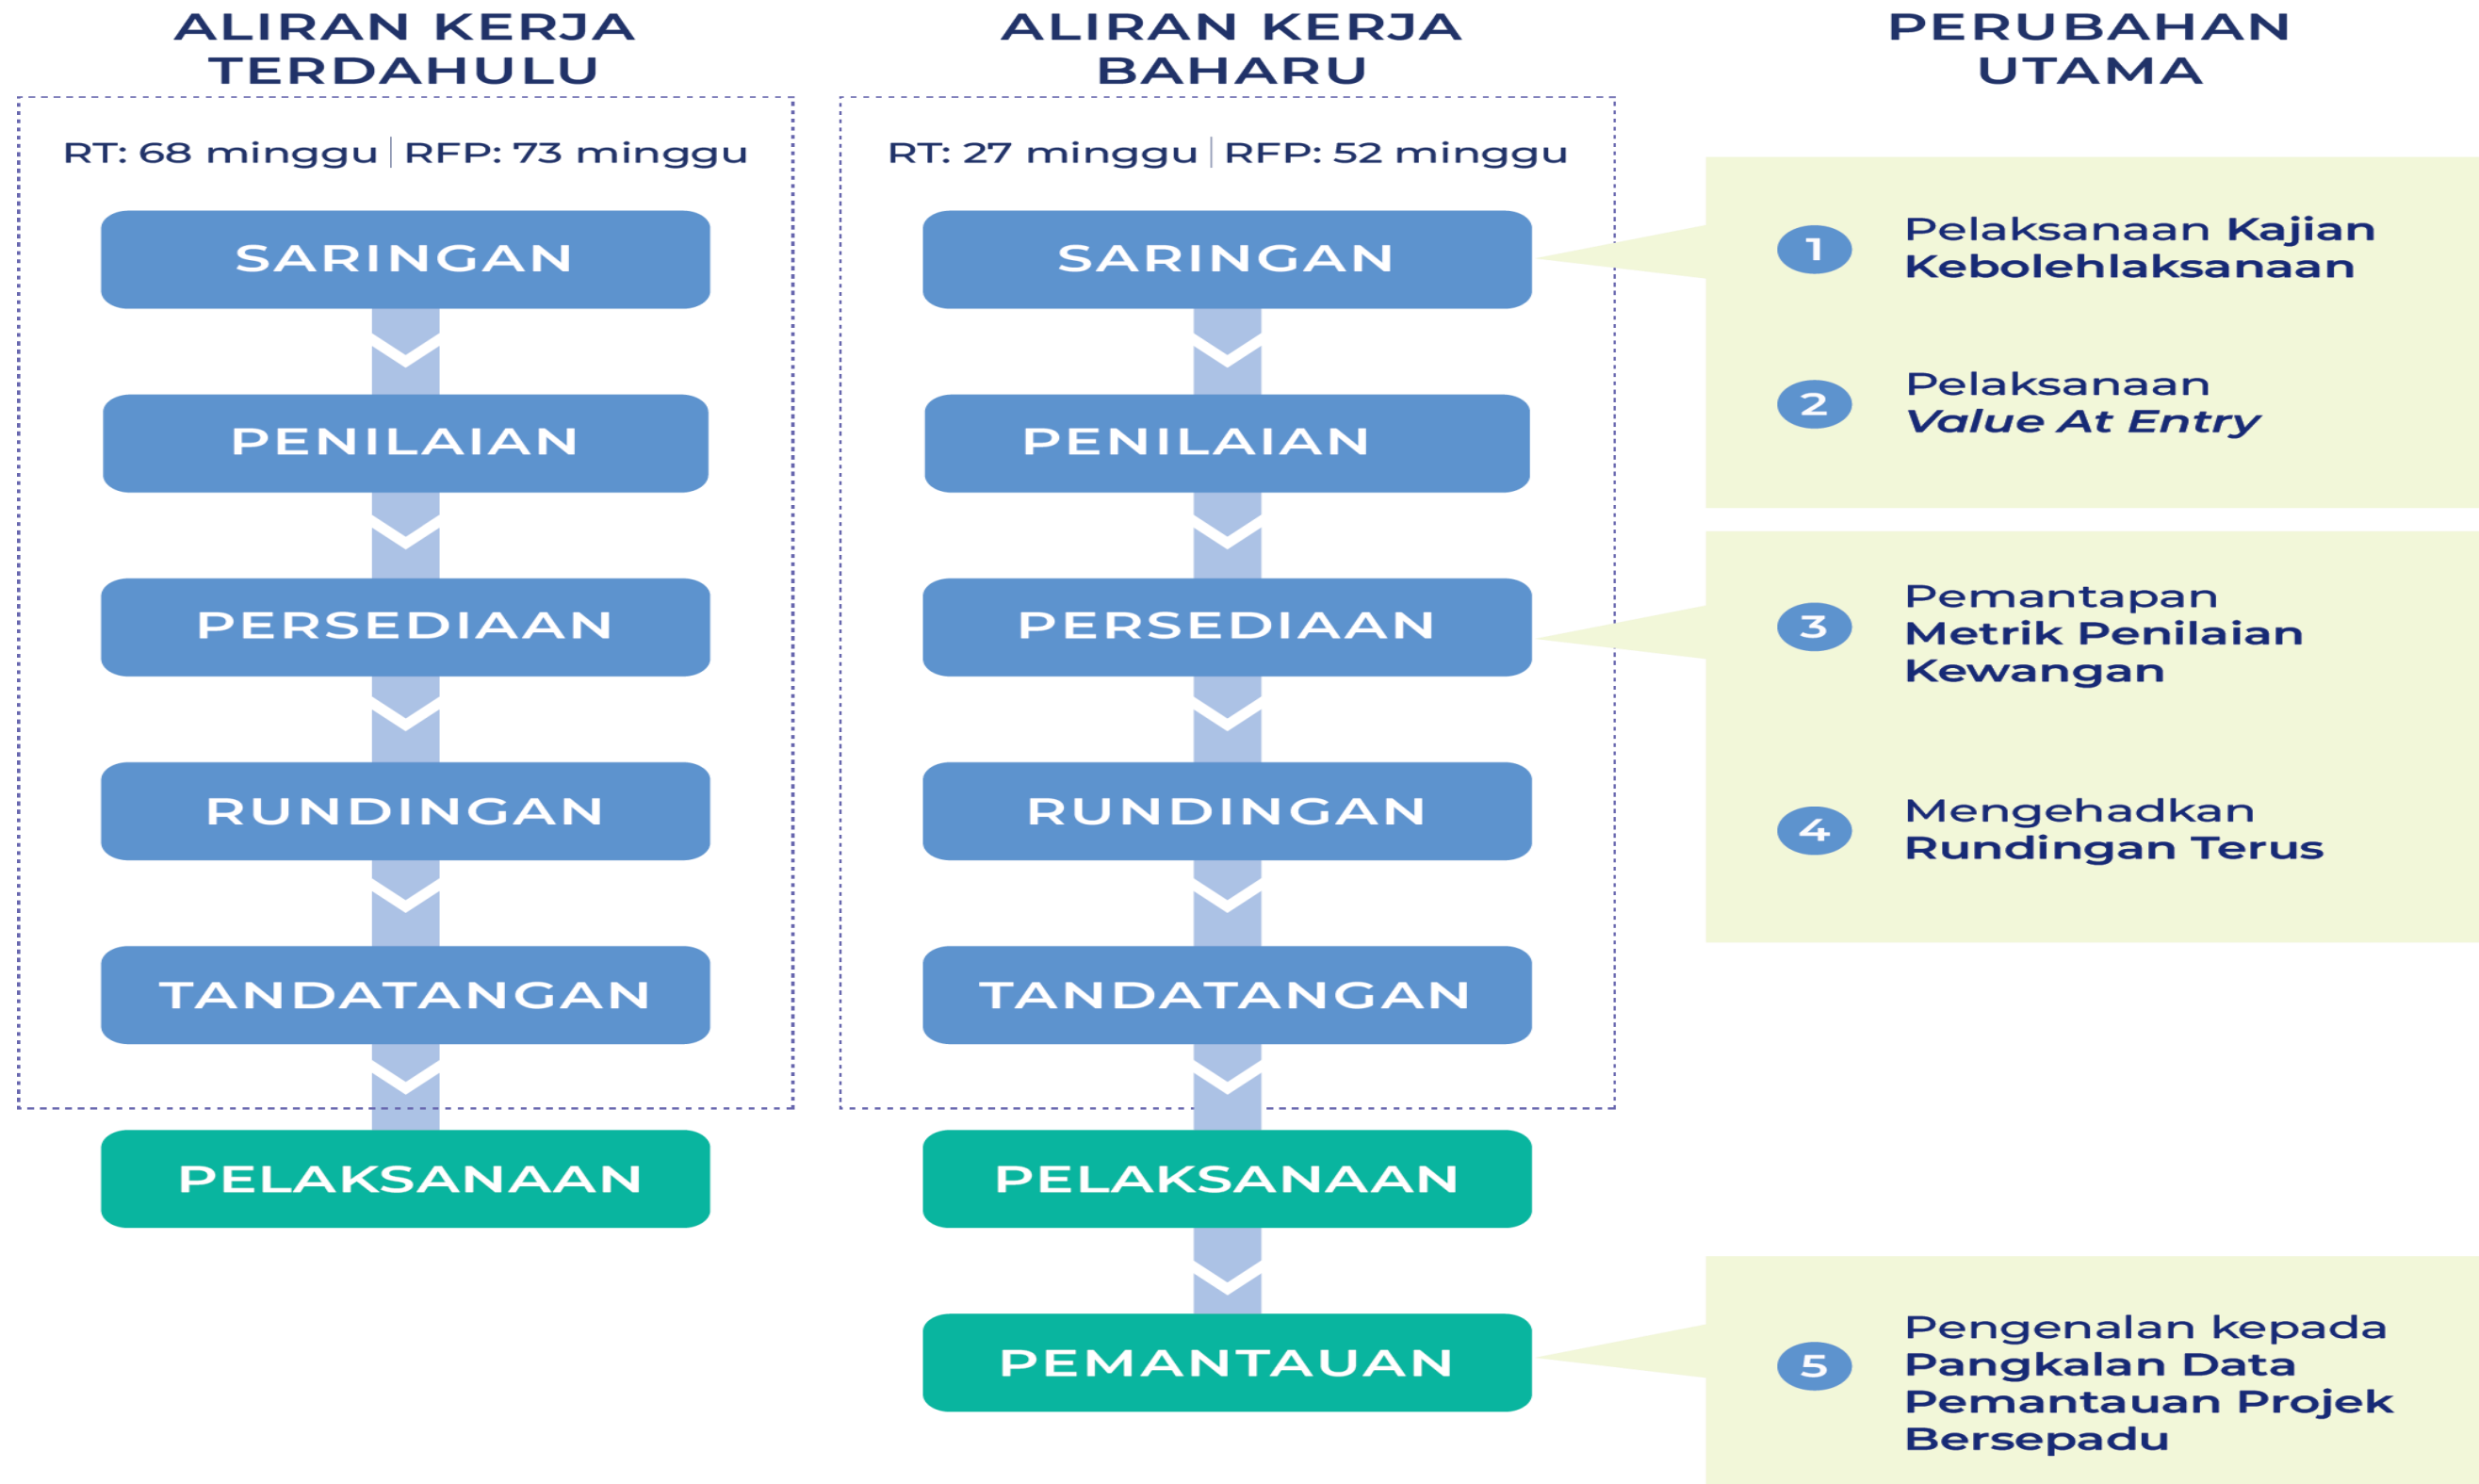 ALIRAN KERJA
TERDAHULU
RT: 68 minggu | RFP: 73 minggu
SARINGAN
PENILAIAN
PERSEDIAAN
RUNDINGAN
TANDATANGAN
PELAKSANAAN
ALIRAN KERJA
BAHARU
RT: 27 minggu | RFP: 52 minggu
SARINGAN
PENILAIAN
PERSEDIAAN
RUNDINGAN
TANDATANGAN
PELAKSANAAN
PEMANTAUAN
PERUBAHAN
UTAMA
1 Pelaksanaan Kajian
Kebolehlaksanaan
2 Pelaksanaan
Value At Entry
3 Pemantapan
Metrik Penilaian
Kewangan
4 Mengehadkan
Rundingan Terus
5 Pengenalan kepada
Pangkalan Data
Pemantauan Projek
Bersepadu